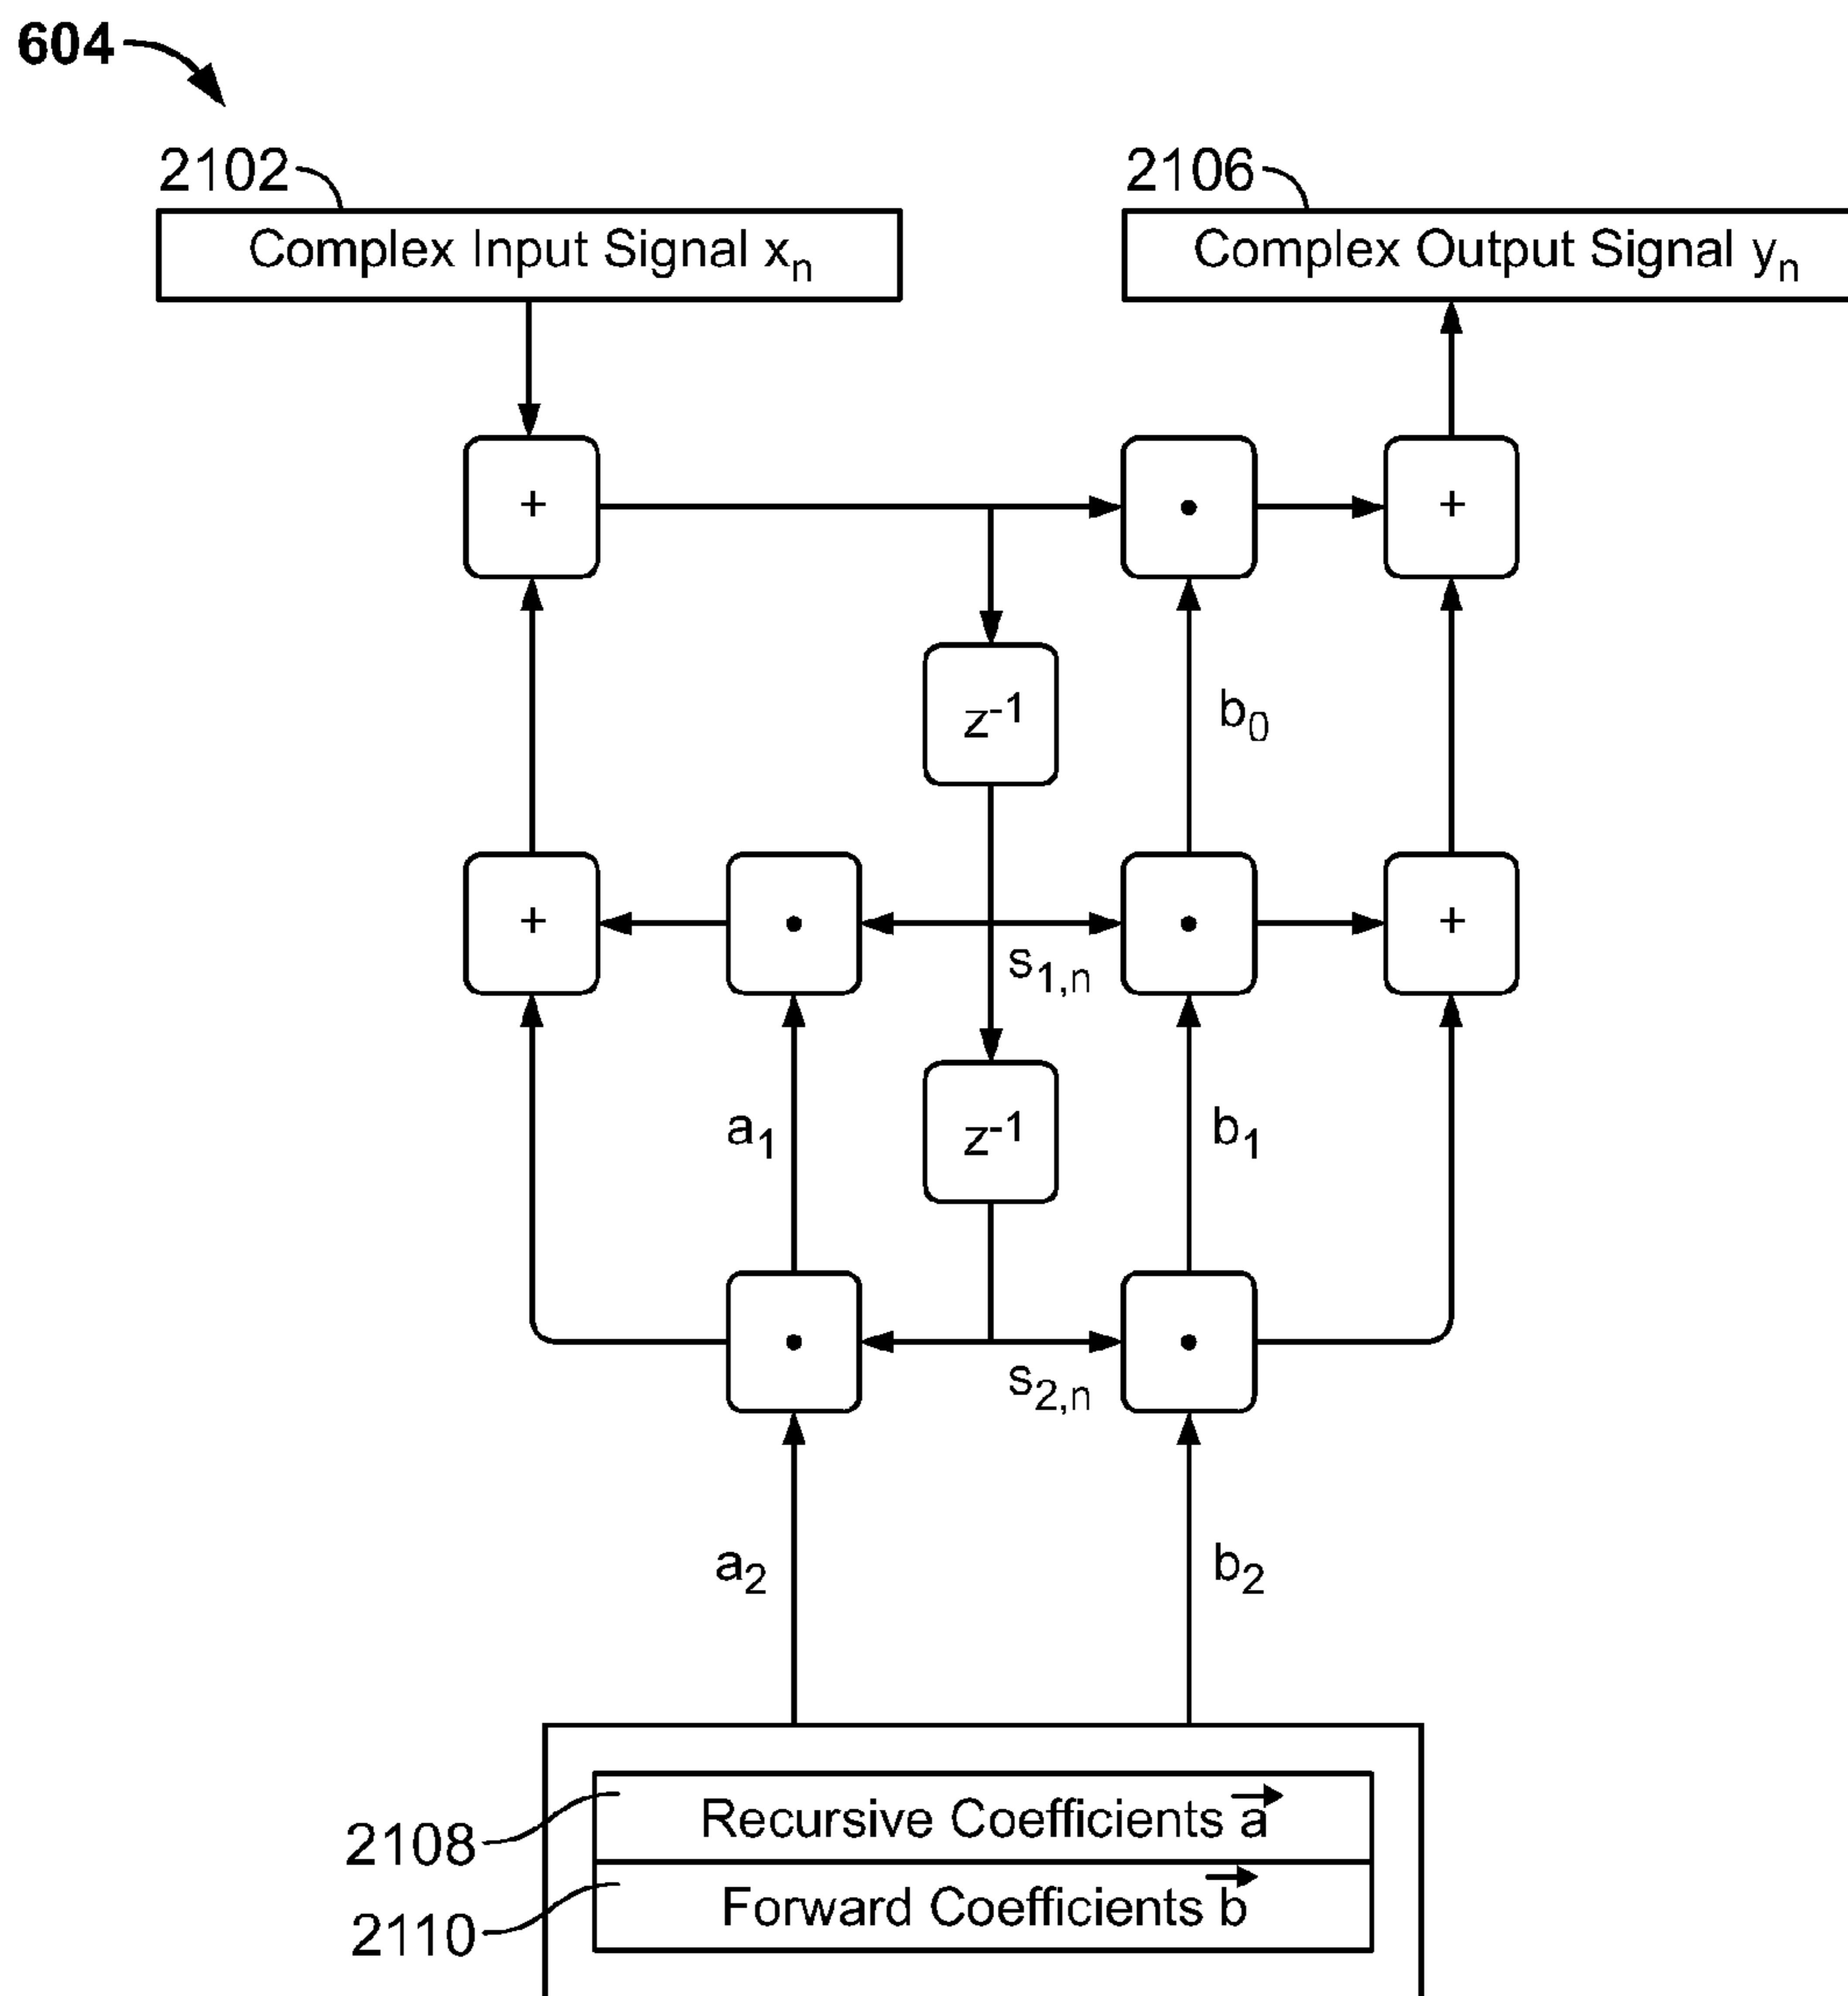 604
2102 2106
Complex Input Signal xₙ Complex Output Signal yₙ
+ • +
z⁻¹ b₀
+ • • +
s₁,ₙ
a₁ z⁻¹ b₁
• •
s₂,ₙ
a₂ b₂
2108 Recursive Coefficients a⃗
2110 Forward Coefficients b⃗